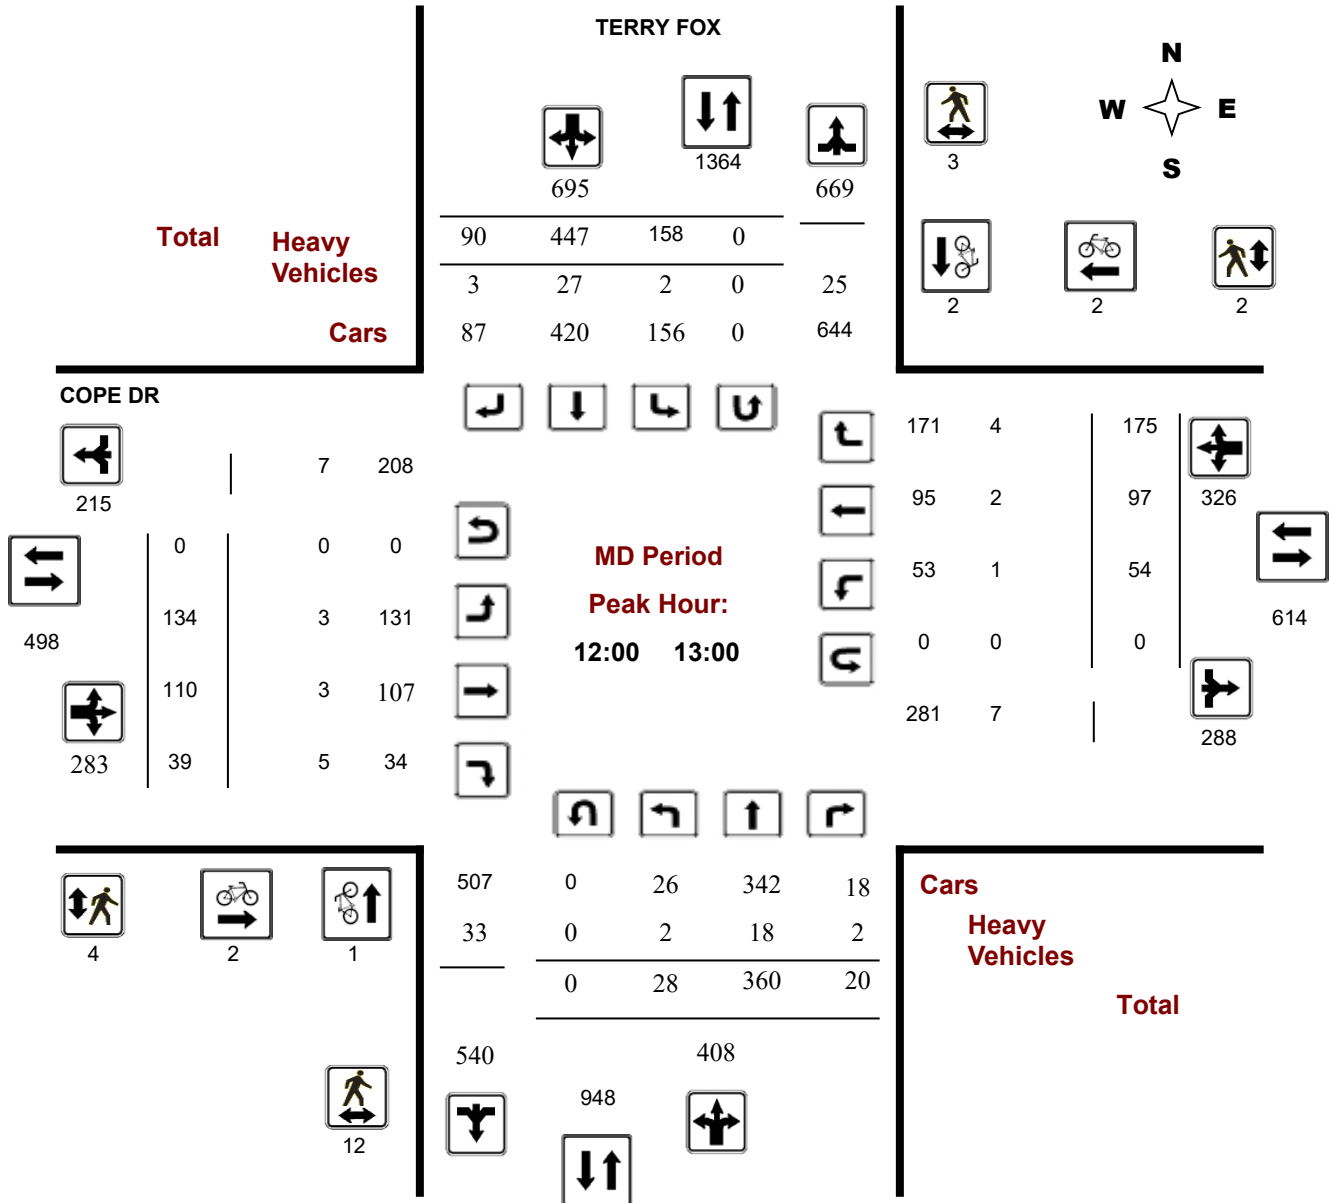 TERRY FOX
N
W E
S
1364
3
695
669
90 447 158 0
Total Heavy
Vehicles
3 27 2 0 25
2 2 2
Cars
87 420 156 0 644
COPE DR
171 4 175
7 208
215
95 2 97 326
0 0 0
MD Period
53 1 54
Peak Hour:
134 3 131
614
498
12:00 13:00
0 0 0
110 3 107
281 7
288
283 39 5 34
507 0 26 342 18
Cars
33 0 2 18 2
Heavy
Vehicles
4 2 1
0 28 360 20
Total
540 408
948
12